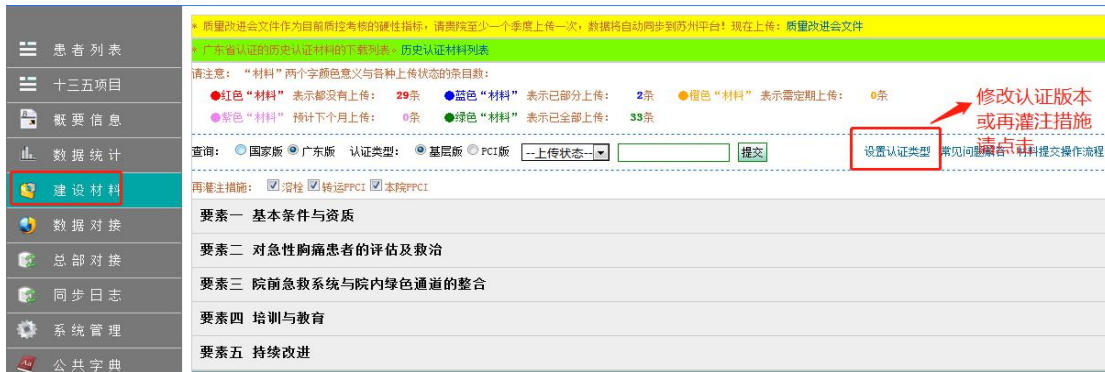 患者列表
十三五项目
概要信息
数据统计
建设材料
数据对接
总部对接
同步日志
系统管理
公共字典
* 质量改进会文件作为目前质控考核的硬性指标，请贵院至少一个季度上传一次，数据将自动同步到苏州平台！现在上传：质量改进会文件
* 广东省认证的历史认证材料的下载列表。历史认证材料列表
请注意： “材料”两个字颜色意义与各种上传状态的条目数：
●红色“材料” 表示都没有上传： 29条 ●蓝色“材料” 表示已部分上传： 2条 ●橙色“材料” 表示需定期上传： 0条
●紫色“材料” 预计下个月上传： 0条 ●绿色“材料” 表示已全部上传： 33条
修改认证版本
或再灌注措施
请点击
查询： 国家版 广东版 认证类型： 基层版 PCI版 --上传状态-- 提交 设置认证类型 常见问题解答 材料提交操作流程
再灌注措施： 溶栓 转运PPCI 本院PPCI
要素一 基本条件与资质
要素二 对急性胸痛患者的评估及救治
要素三 院前急救系统与院内绿色通道的整合
要素四 培训与教育
要素五 持续改进